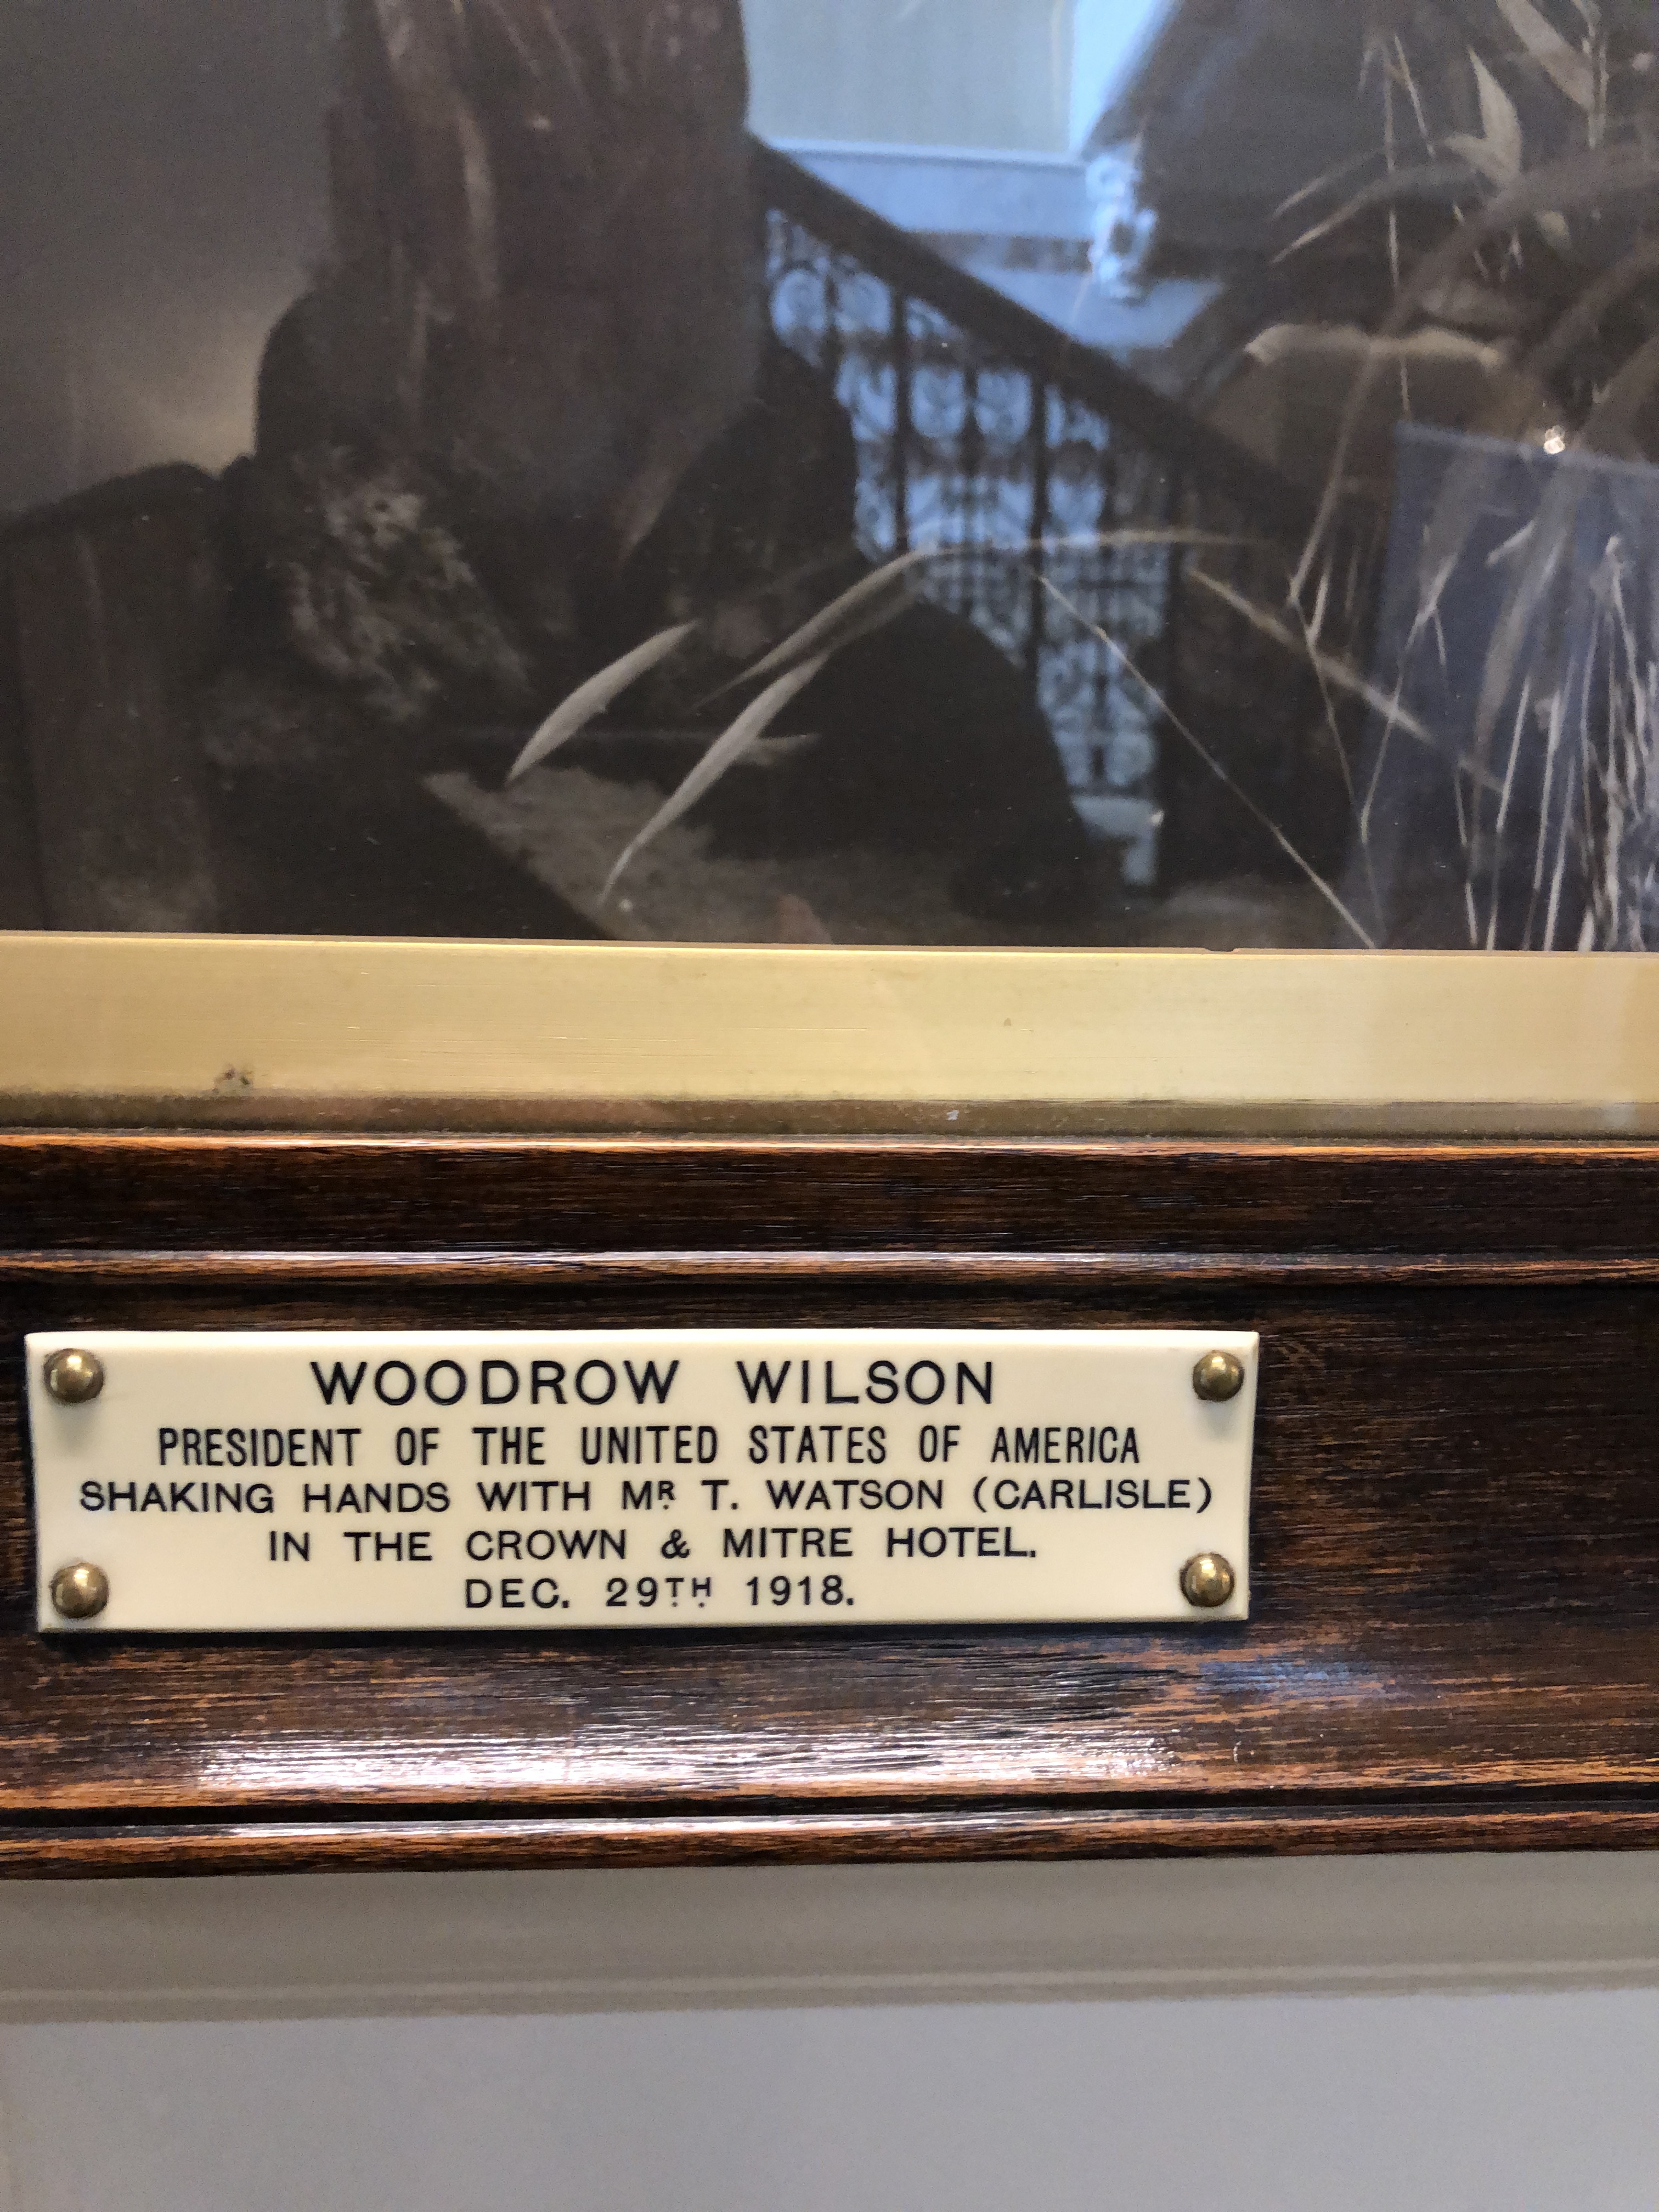 WOODROW WILSON
PRESIDENT OF THE UNITED STATES OF AMERICA
SHAKING HANDS WITH MR T. WATSON (CARLISLE)
IN THE CROWN & MITRE HOTEL.
DEC. 29TH 1918.